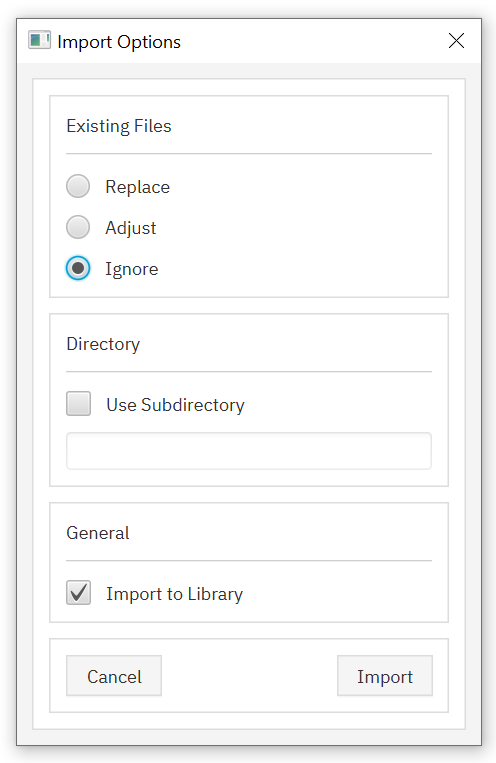 Import Options
Existing Files
Replace
Adjust
Ignore
Directory
Use Subdirectory
General
Import to Library
Cancel
Import